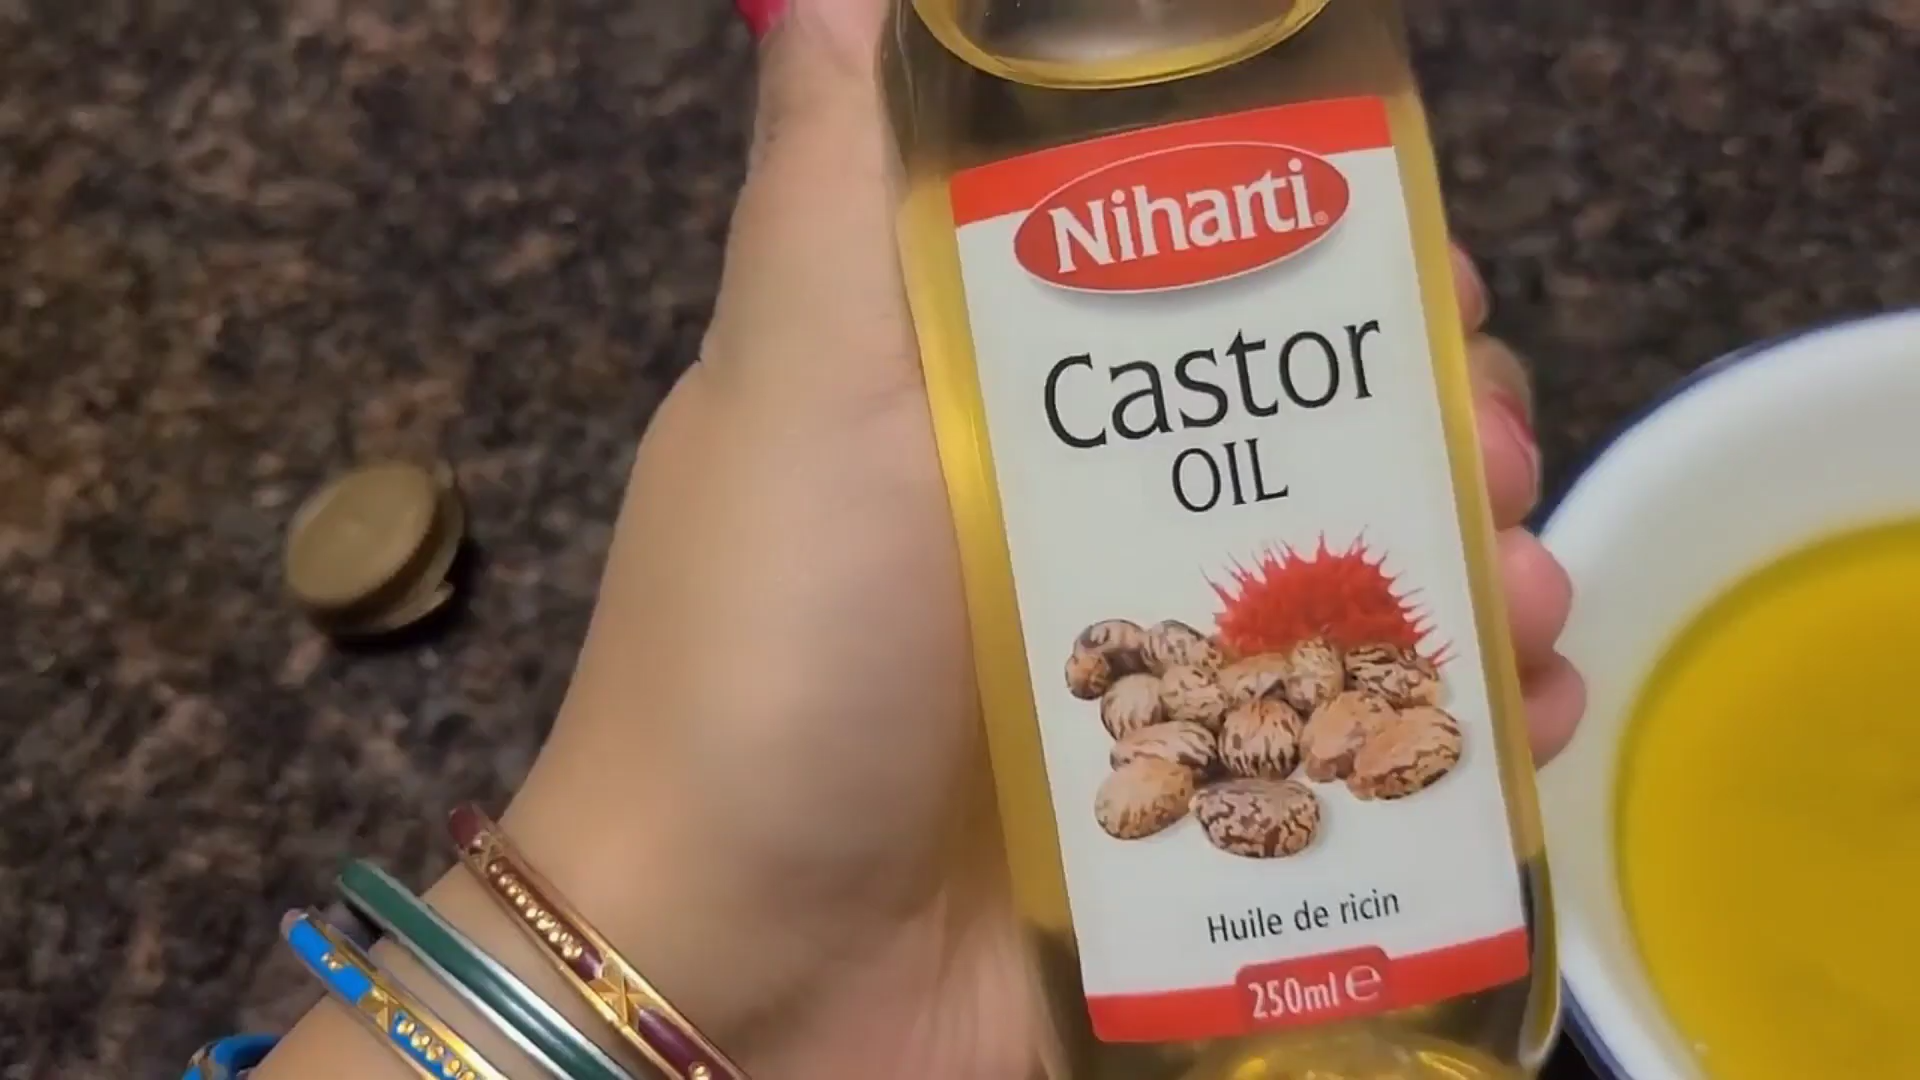 Niharti®
Castor
OIL
Huile de ricin
250ml ℮